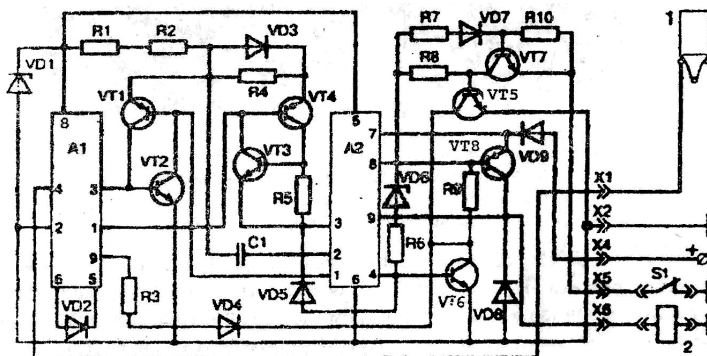 R1 R2 VD3 R7 VD7 R10 1
VD1 R4 R8 VT7
VT1 VT4 VT5
8 5
A1 VT2 VT3 A2 7 VT8 VD9
4 3 8 X1
R5 VD6 R9
2 1 3 9 X2
C1 2 R6 X4 +
9 1 4 X5 S1
6 5 R3 VD5 6 VT6 VD8 X6
VD2 VD4 2